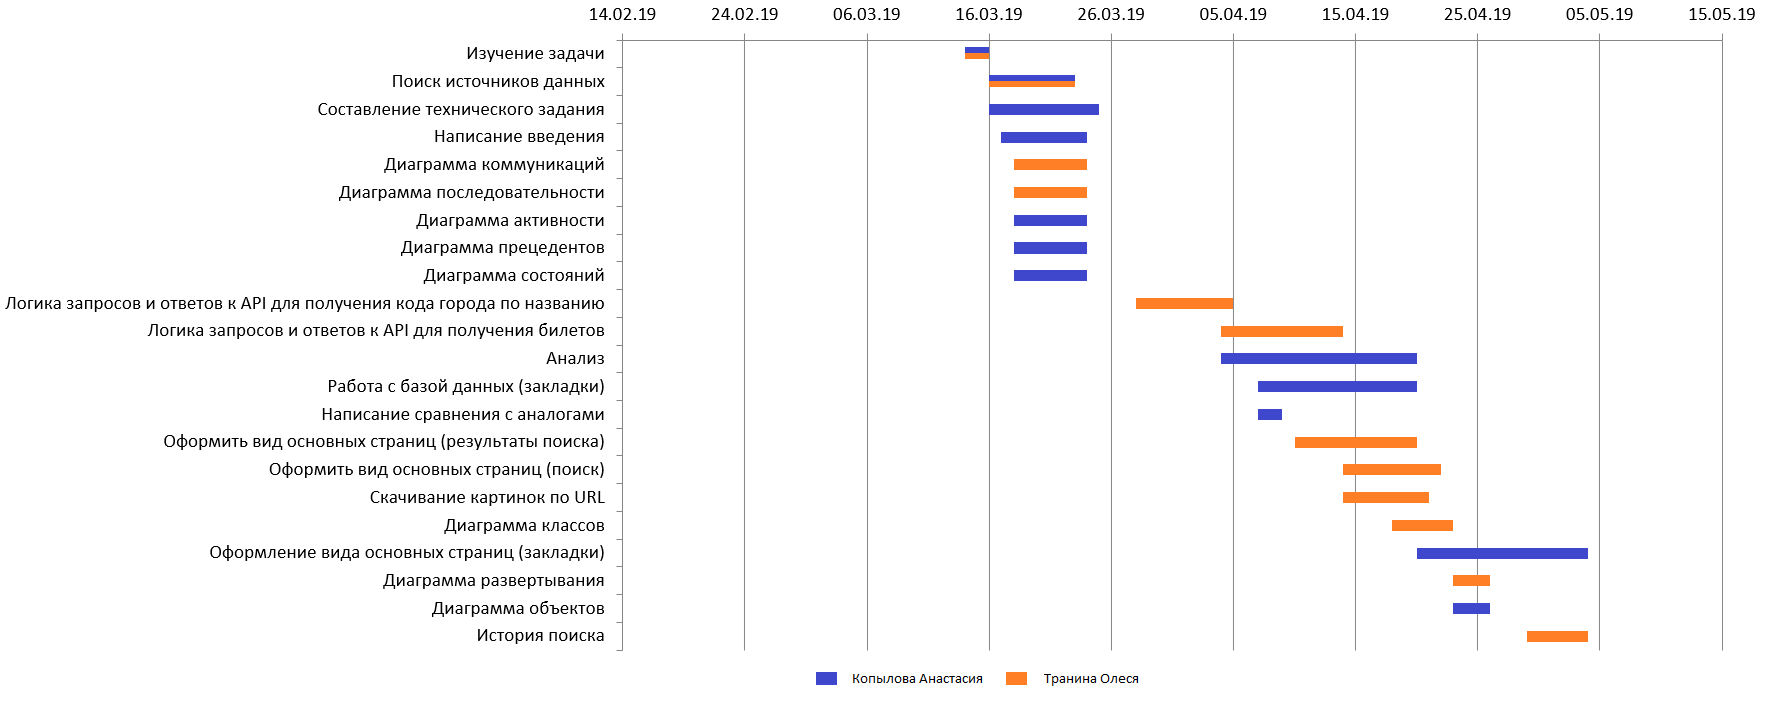 14.02.19 24.02.19 06.03.19 16.03.19 26.03.19 05.04.19 15.04.19 25.04.19 05.05.19 15.05.19
Изучение задачи
Поиск источников данных
Составление технического задания
Написание введения
Диаграмма коммуникаций
Диаграмма последовательности
Диаграмма активности
Диаграмма прецедентов
Диаграмма состояний
Логика запросов и ответов к API для получения кода города по названию
Логика запросов и ответов к API для получения билетов
Анализ
Работа с базой данных (закладки)
Написание сравнения с аналогами
Оформить вид основных страниц (результаты поиска)
Оформить вид основных страниц (поиск)
Скачивание картинок по URL
Диаграмма классов
Оформление вида основных страниц (закладки)
Диаграмма развертывания
Диаграмма объектов
История поиска
Копылова Анастасия Транина Олеся